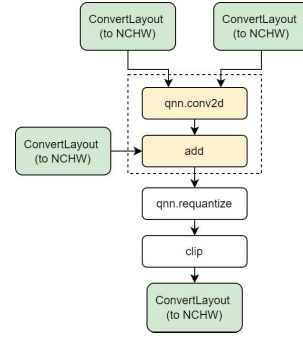 ConvertLayout
(to NCHW)
ConvertLayout
(to NCHW)
qnn.conv2d
ConvertLayout
(to NCHW)
add
qnn.requantize
clip
ConvertLayout
(to NCHW)